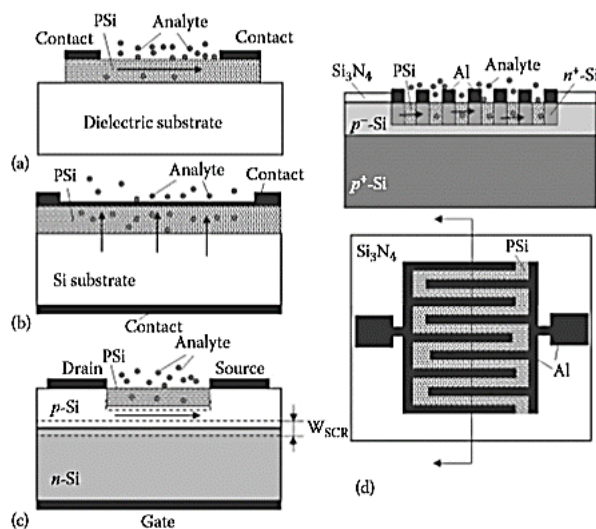 PSi Analyte
Contact Contact
Dielectric substrate
(a)
PSi Analyte Contact
Si substrate
(b)
Contact
Drain PSi Analyte Source
p-Si
W_SCR
n-Si
(c)
Gate
Si₃N₄ PSi Al Analyte n⁺-Si
p⁻-Si
p⁺-Si
Si₃N₄ PSi
Al
(d)